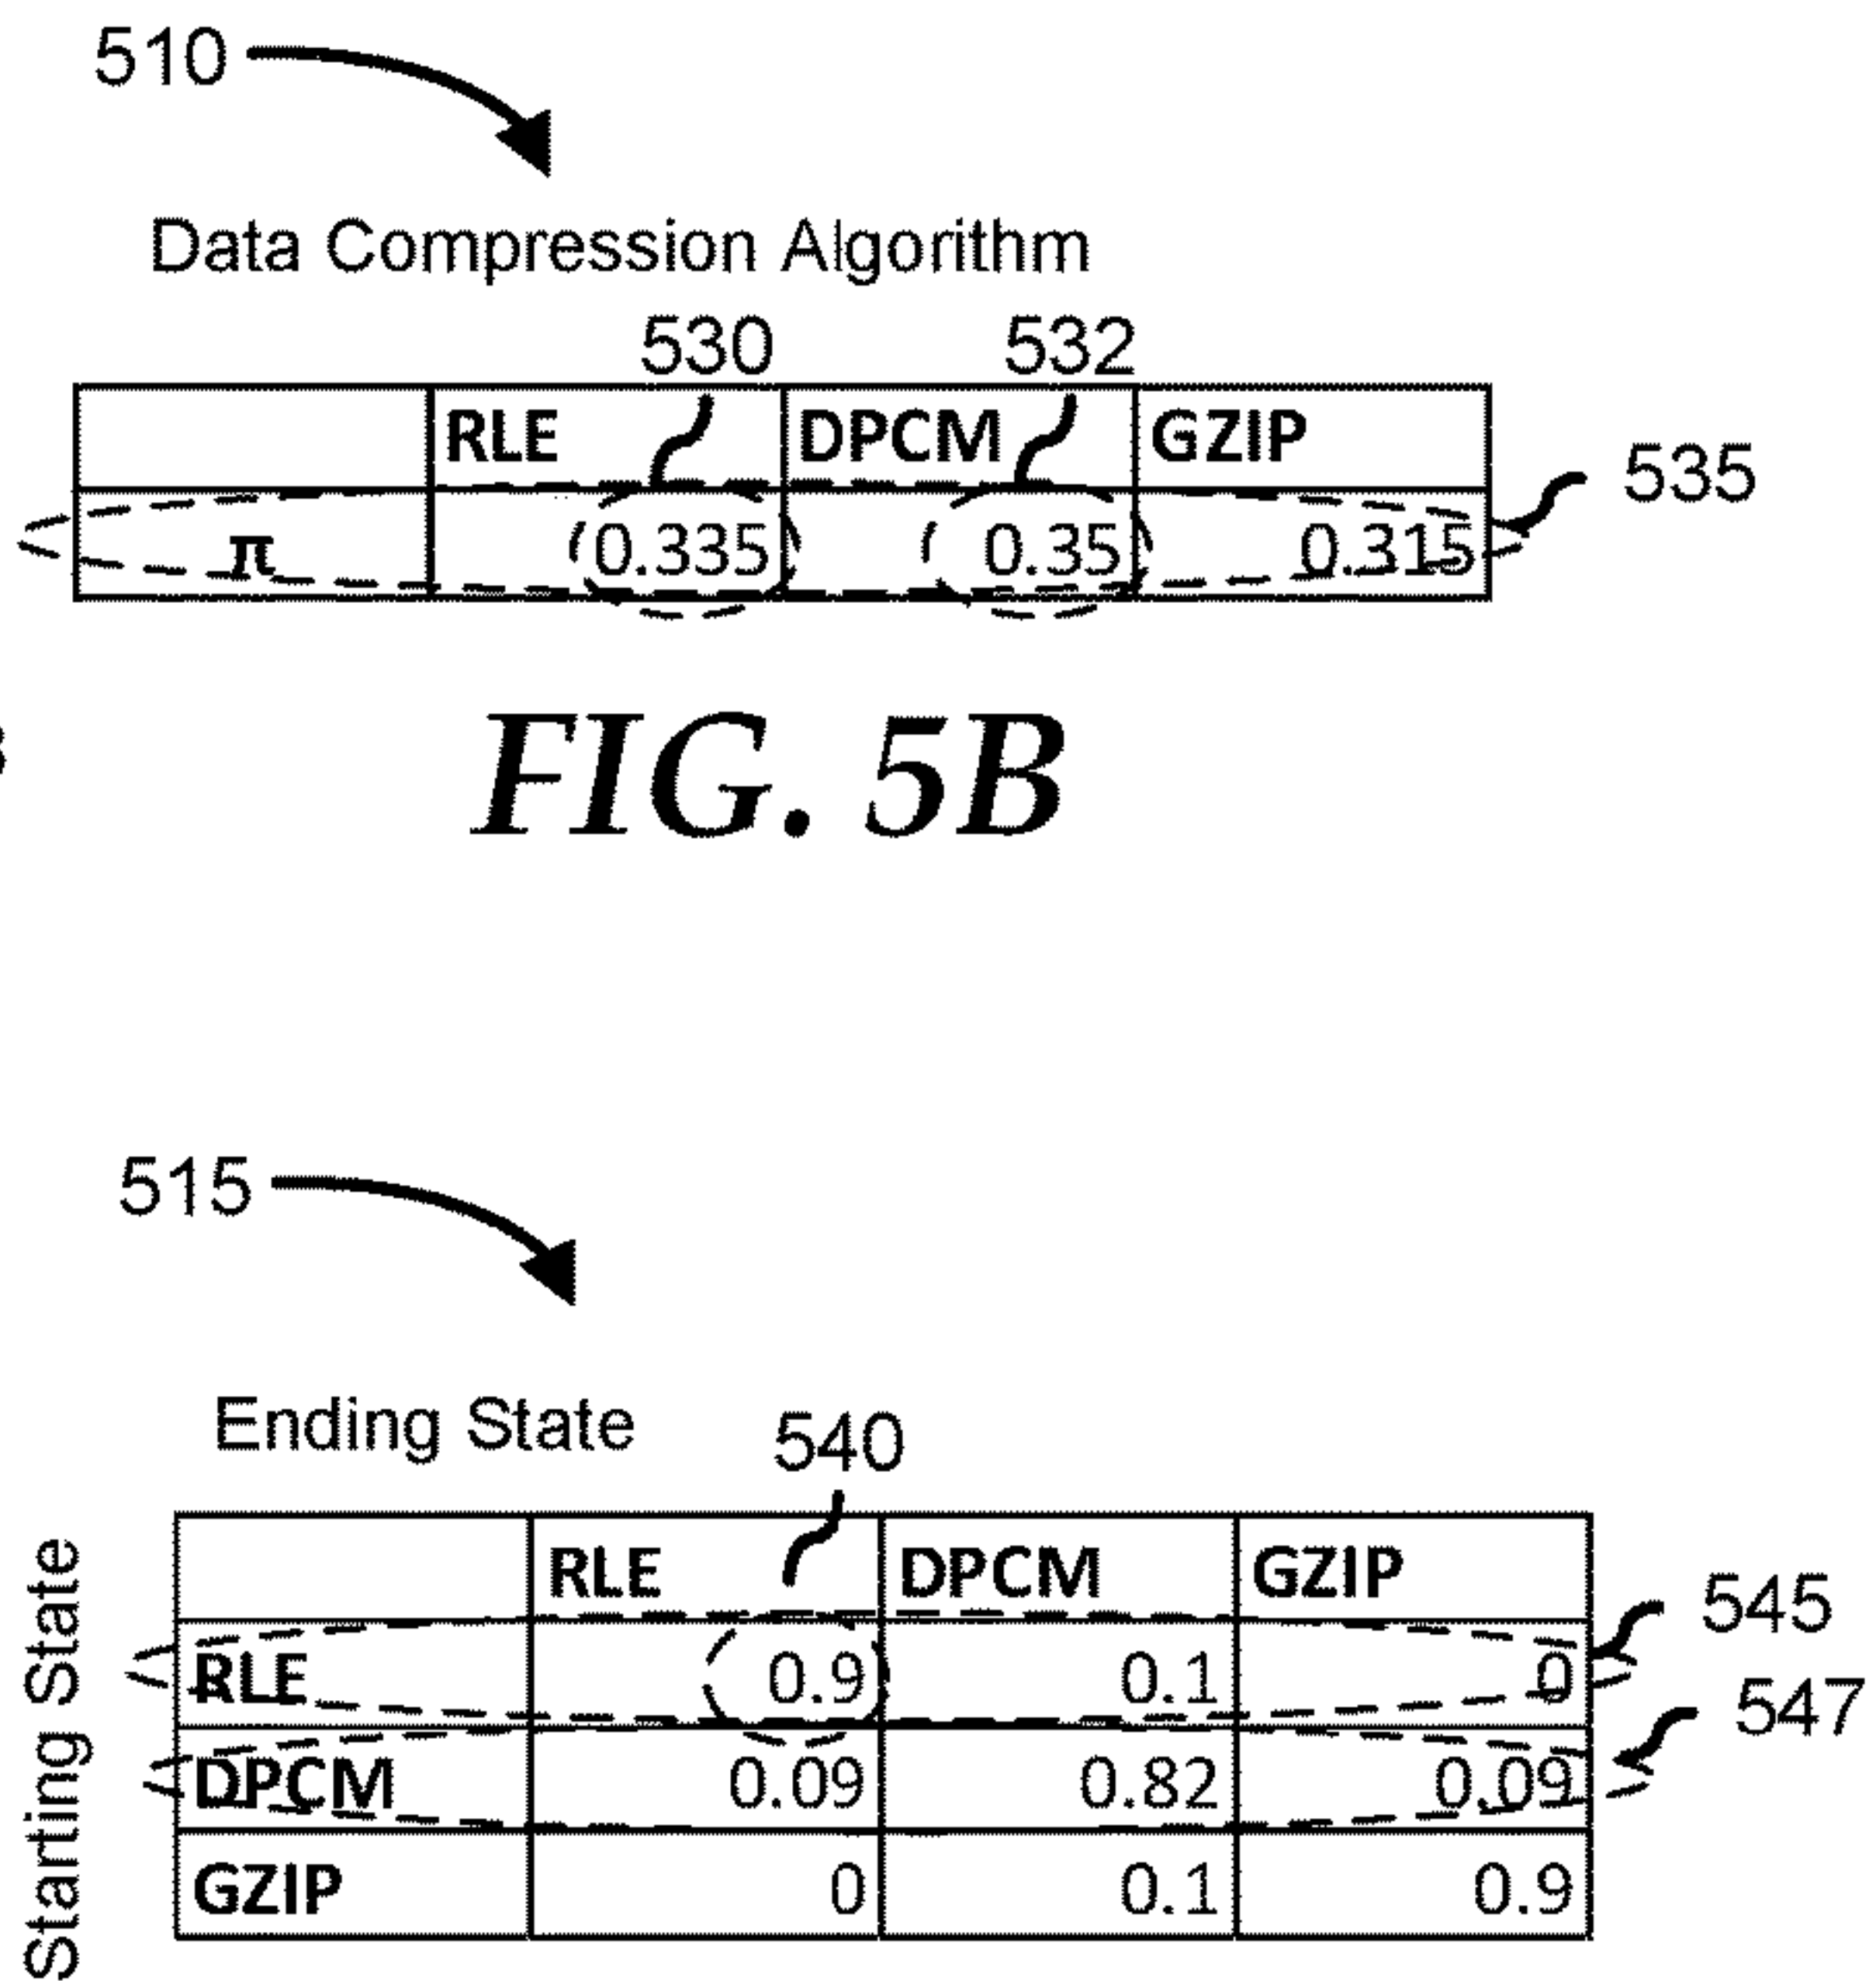 510
Data Compression Algorithm
530 532
RLE DPCM GZIP
535
π 0.335 0.35 0.315
FIG. 5B
515
Ending State
540
Starting State
RLE DPCM GZIP
545
RLE 0.9 0.1 0
547
DPCM 0.09 0.82 0.09
GZIP 0 0.1 0.9